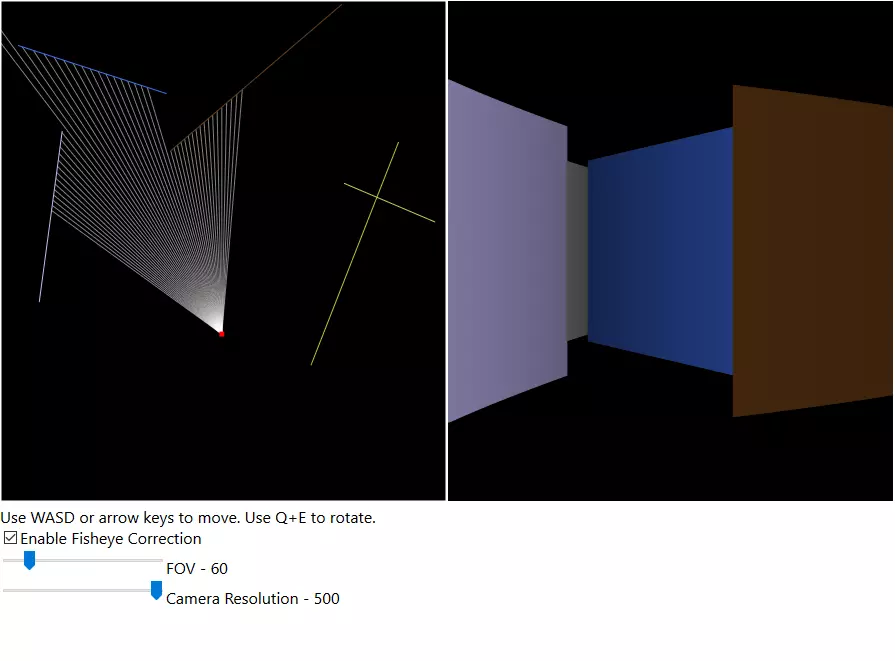 Use WASD or arrow keys to move. Use Q+E to rotate.
Enable Fisheye Correction
FOV - 60
Camera Resolution - 500